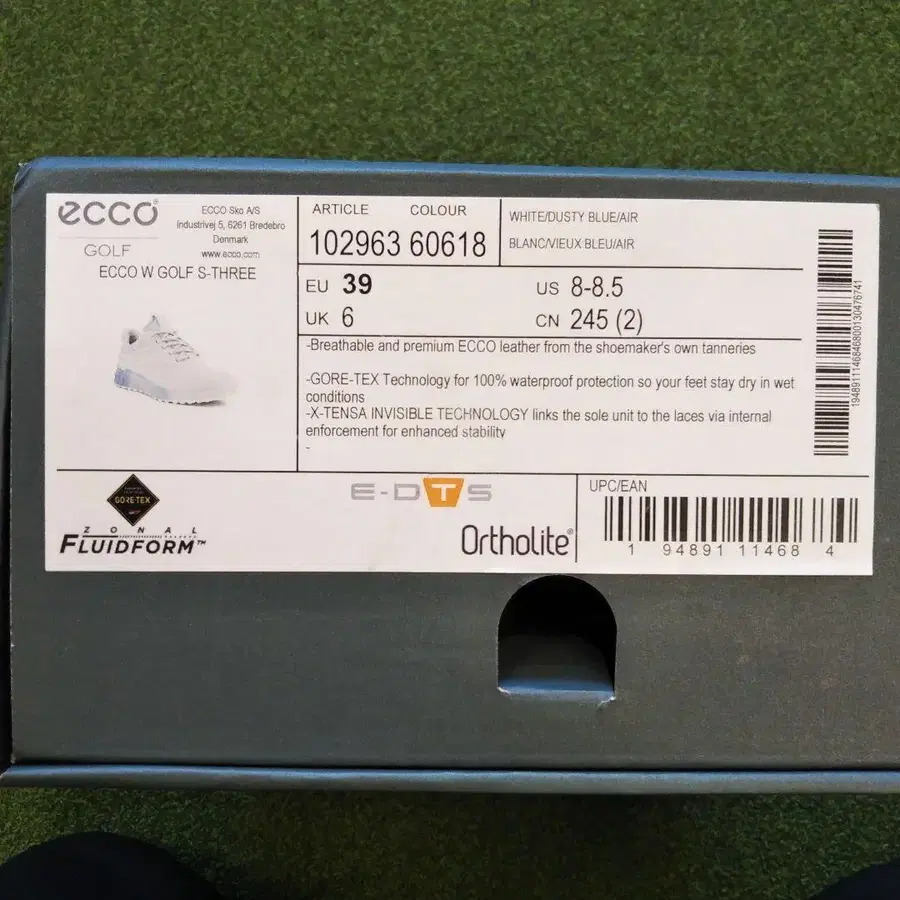 ecco®
GOLF
ECCO Sko A/S
Industrivej 5, 6261 Bredebro
Denmark
www.ecco.com
ECCO W GOLF S-THREE
ARTICLE COLOUR
102963 60618
WHITE/DUSTY BLUE/AIR
BLANC/VIEUX BLEU/AIR
EU 39
US 8-8.5
UK 6
CN 245 (2)
-Breathable and premium ECCO leather from the shoemaker's own tanneries
-GORE-TEX Technology for 100% waterproof protection so your feet stay dry in wet
conditions
-X-TENSA INVISIBLE TECHNOLOGY links the sole unit to the laces via internal
enforcement for enhanced stability
-
GORE-TEX
ZONAL
FLUIDFORM™
E-DTS
Ortholite®
UPC/EAN
1 94891 11468 4